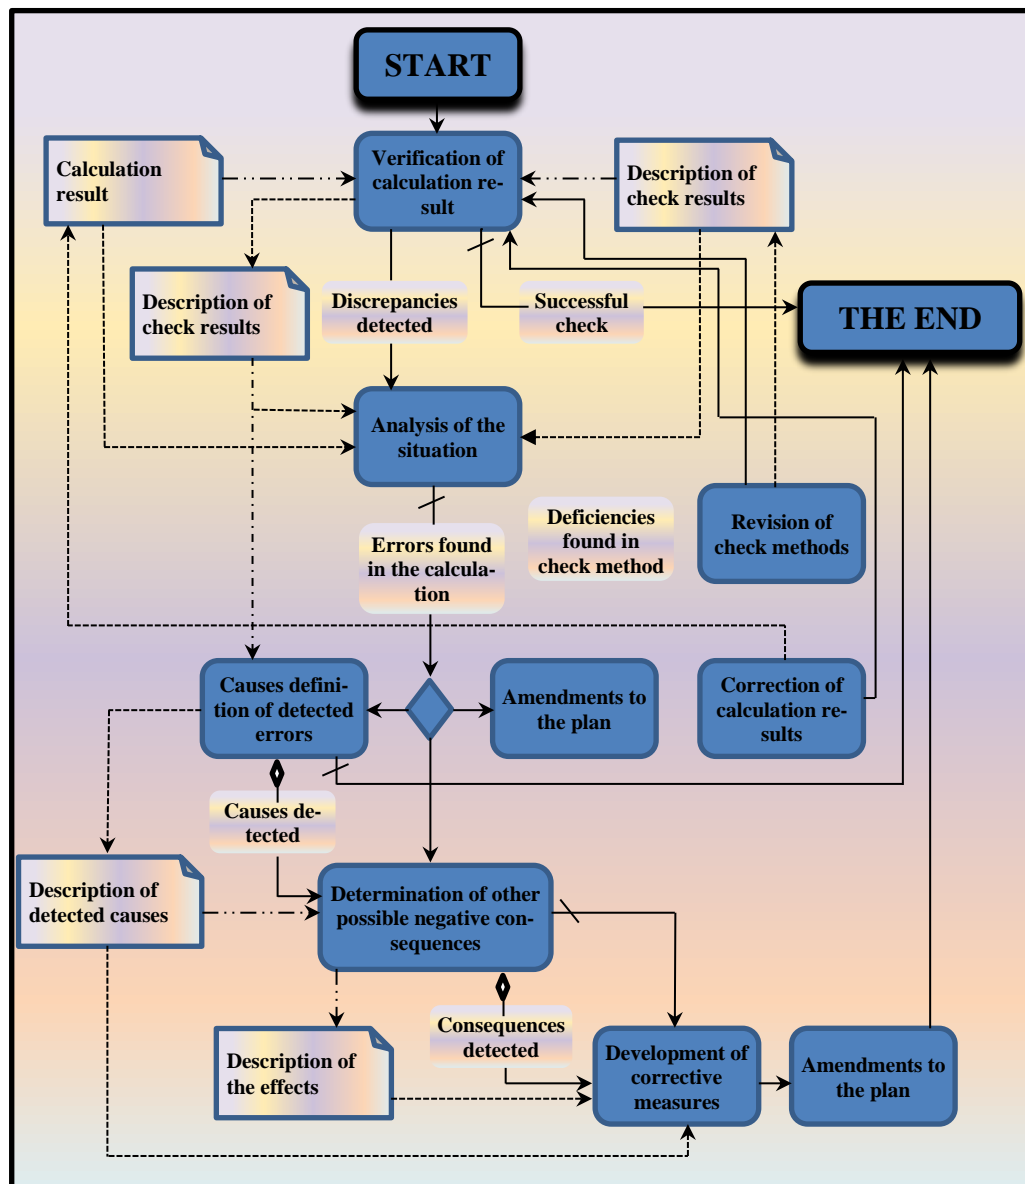 START
Calculation
result
Verification of
calculation re-
sult
Description of
check results
Description of
check results
Discrepancies
detected
Successful
check
THE END
Analysis of the
situation
Errors found
in the calcula-
tion
Deficiencies
found in
check method
Revision of
check methods
Causes defini-
tion of detected
errors
Amendments to
the plan
Correction of
calculation re-
sults
Causes de-
tected
Description of
detected causes
Determination of other
possible negative con-
sequences
Consequences
detected
Description of
the effects
Development of
corrective
measures
Amendments to
the plan